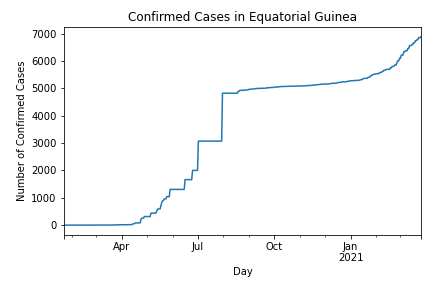 Confirmed Cases in Equatorial Guinea
Number of Confirmed Cases
7000
6000
5000
4000
3000
2000
1000
0
Apr
Jul
Oct
Jan
2021
Day